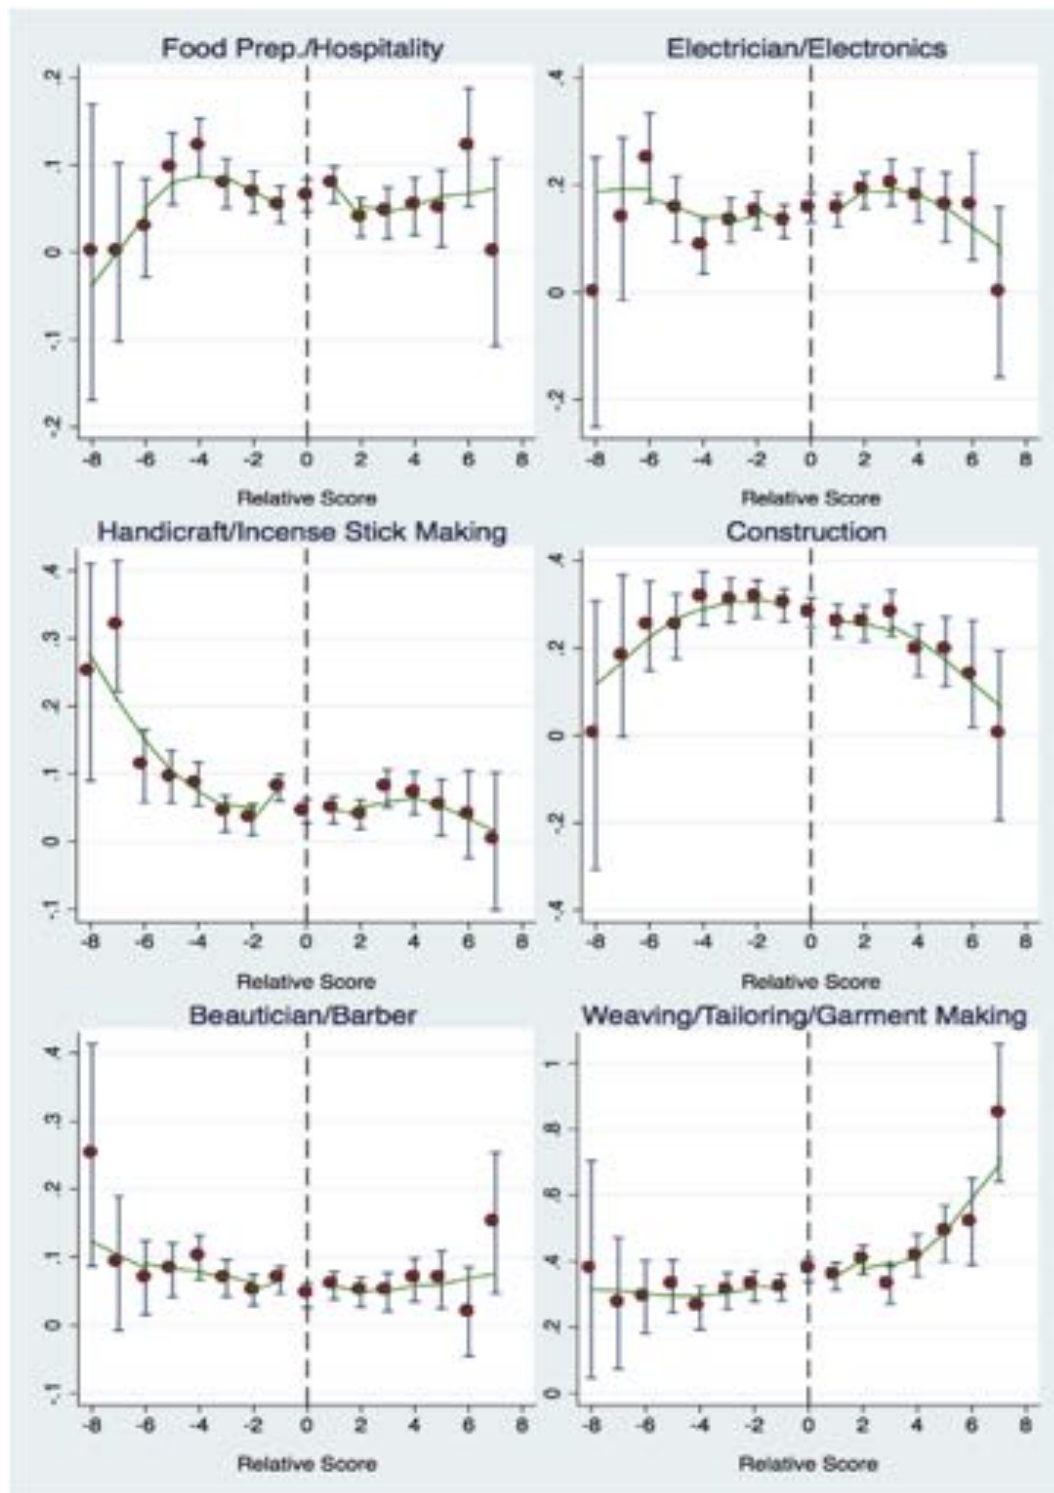 Food Prep./Hospitality
.2
.1
0
-.1
-.2
-8 -6 -4 -2 0 2 4 6 8
Relative Score
Electrician/Electronics
.4
.2
0
-.2
-8 -6 -4 -2 0 2 4 6 8
Relative Score
Handicraft/Incense Stick Making
.4
.3
.2
.1
0
-.1
-8 -6 -4 -2 0 2 4 6 8
Relative Score
Construction
.4
.2
0
-.2
-.4
-8 -6 -4 -2 0 2 4 6 8
Relative Score
Beautician/Barber
.4
.3
.2
.1
0
-.1
-8 -6 -4 -2 0 2 4 6 8
Relative Score
Weaving/Tailoring/Garment Making
1
.8
.6
.4
.2
0
-8 -6 -4 -2 0 2 4 6 8
Relative Score